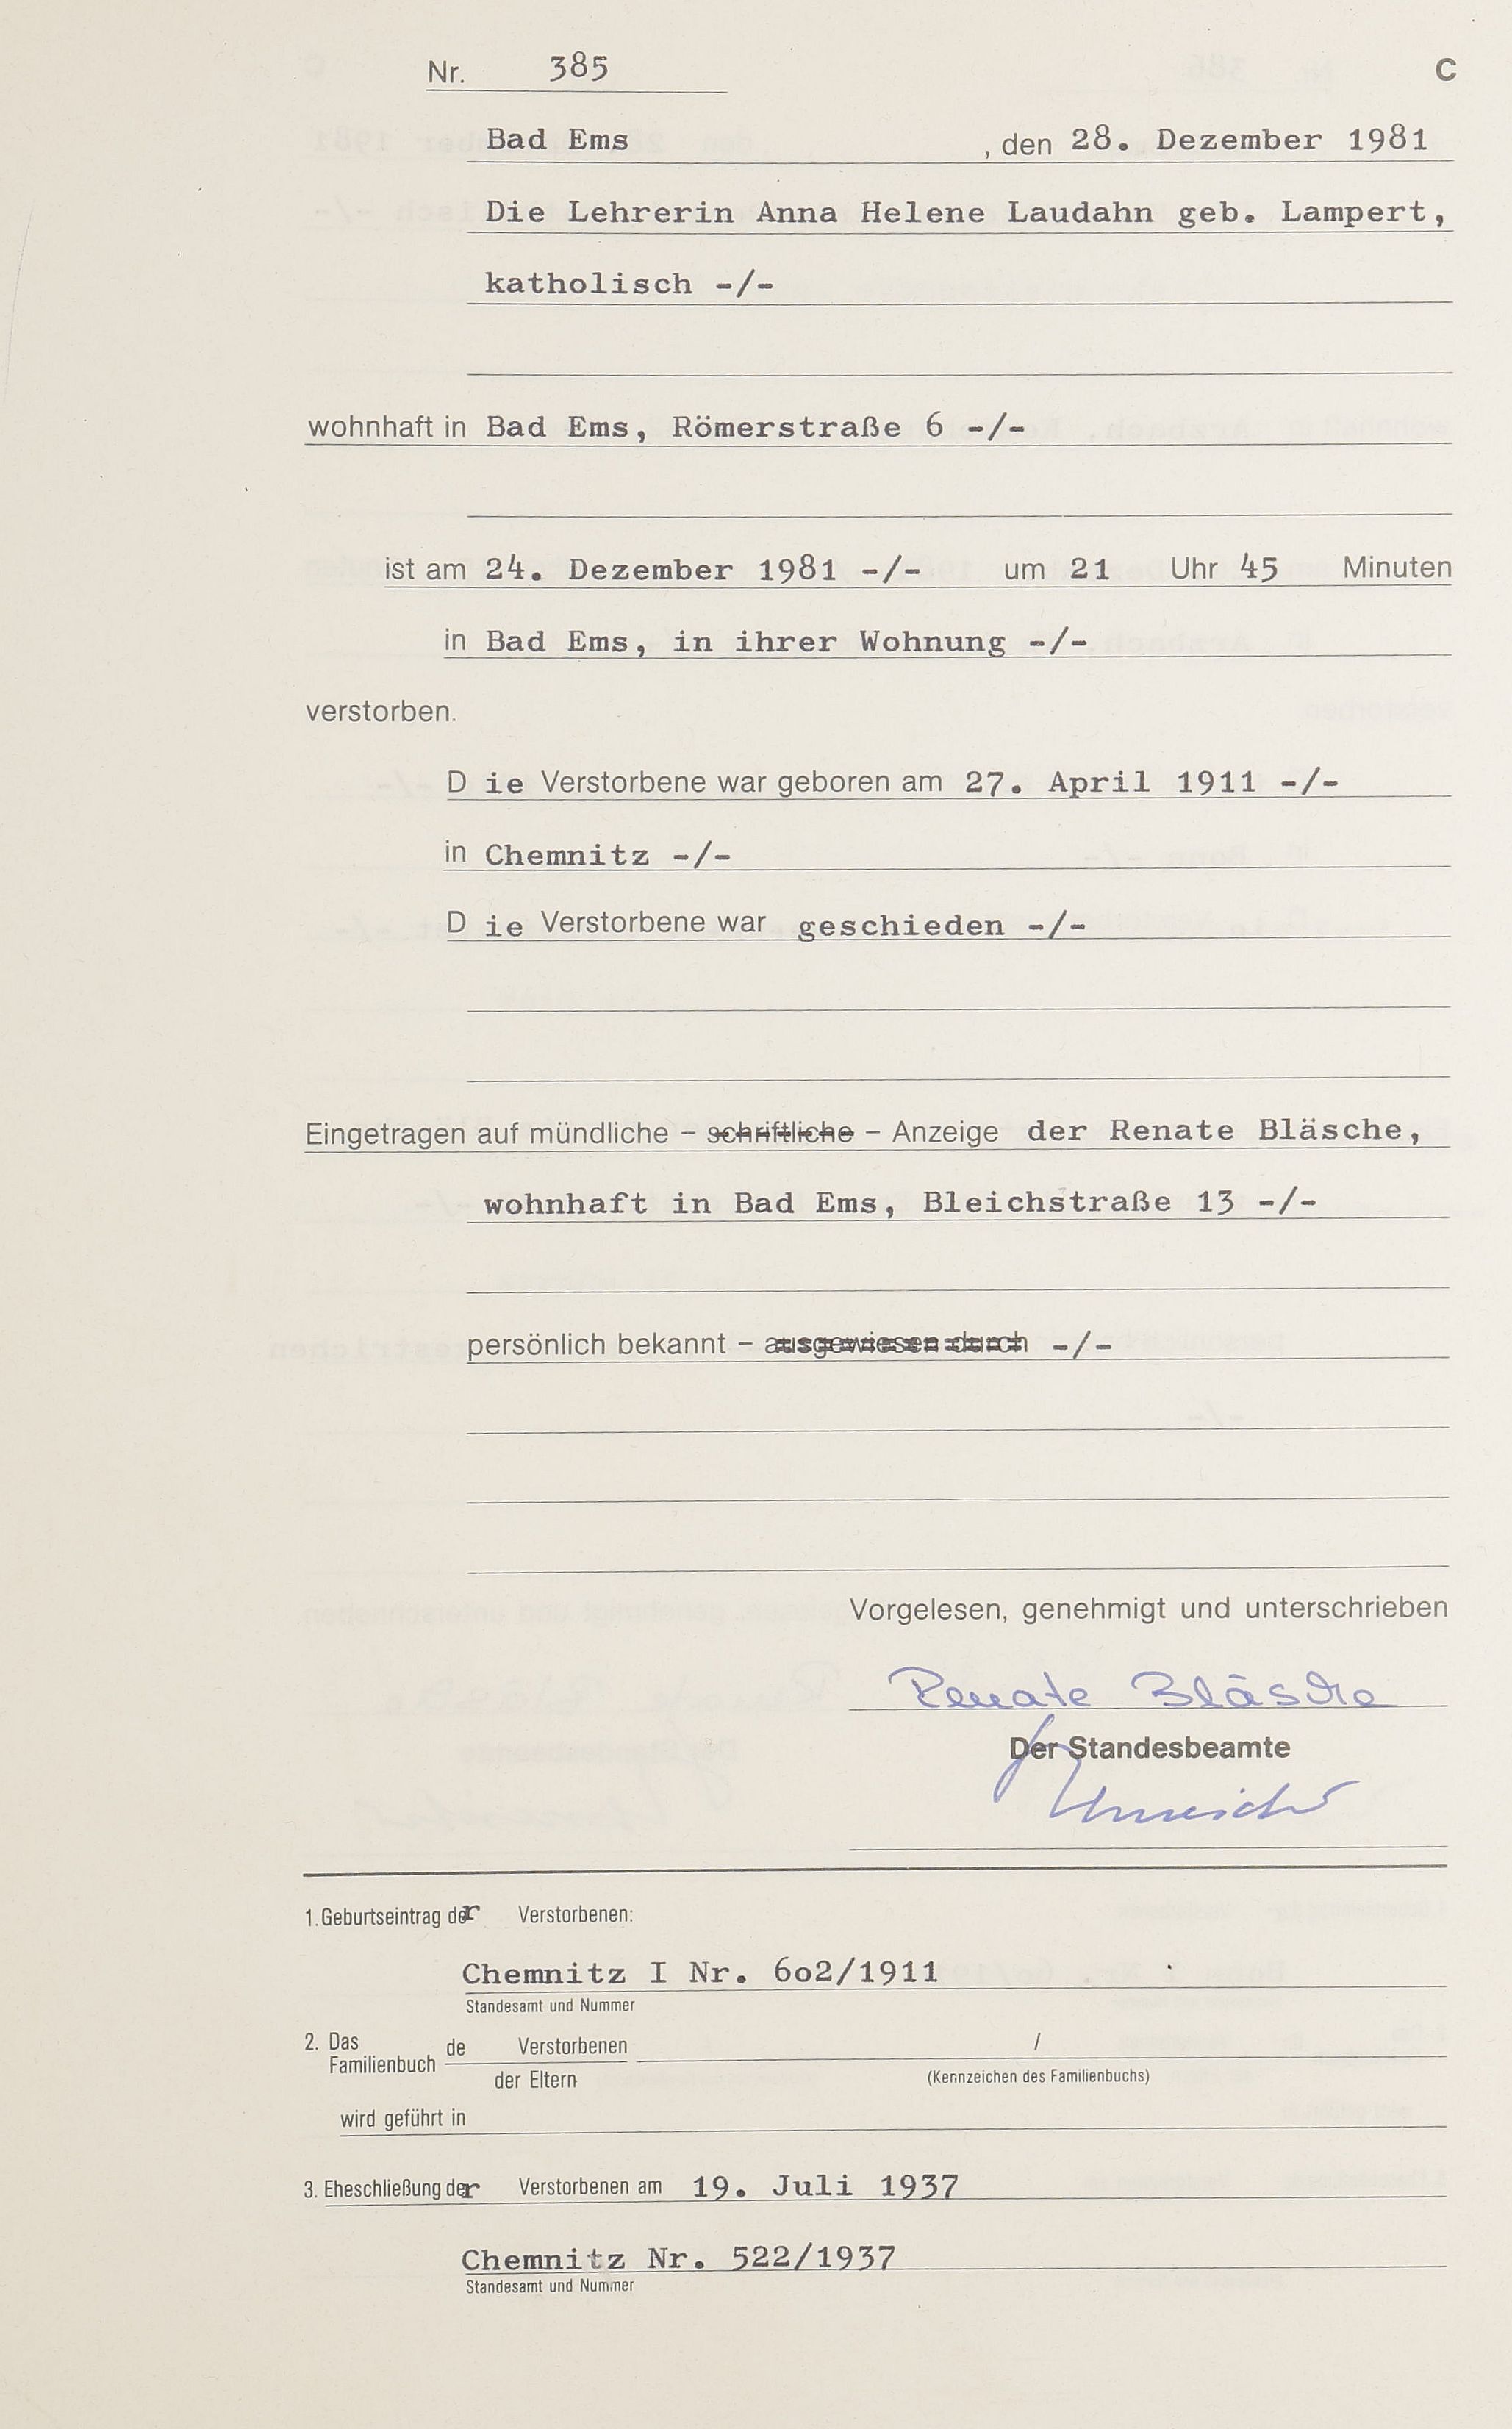 Nr. 385 C
Bad Ems , den 28. Dezember 1981
Die Lehrerin Anna Helene Laudahn geb. Lampert,
katholisch -/-
wohnhaft in Bad Ems, Römerstraße 6 -/-
ist am 24. Dezember 1981 -/- um 21 Uhr 45 Minuten
in Bad Ems, in ihrer Wohnung -/-
verstorben.
D ie Verstorbene war geboren am 27. April 1911 -/-
in Chemnitz -/-
D ie Verstorbene war geschieden -/-
Eingetragen auf mündliche – schriftliche – Anzeige der Renate Bläsche,
wohnhaft in Bad Ems, Bleichstraße 13 -/-
persönlich bekannt – ausgewiesen durch -/-
Vorgelesen, genehmigt und unterschrieben
Renate Bläsche
Der Standesbeamte
1. Geburtseintrag der Verstorbenen:
Chemnitz I Nr. 6o2/1911
Standesamt und Nummer
2. Das Familienbuch de Verstorbenen /
der Eltern (Kennzeichen des Familienbuchs)
wird geführt in
3. Eheschließung der Verstorbenen am 19. Juli 1937
Chemnitz Nr. 522/1937
Standesamt und Nummer